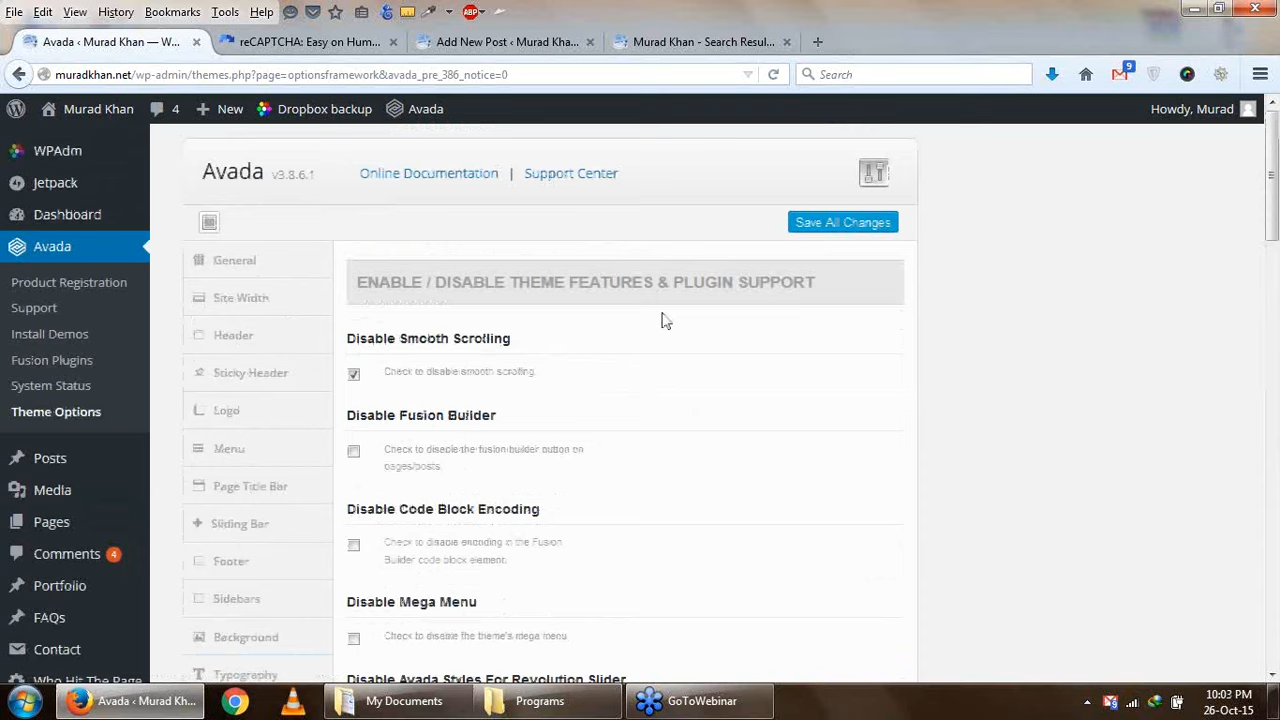 File Edit View History Bookmarks Tools Help
Avada ‹ Murad Khan — W...
reCAPTCHA: Easy on Hum...
Add New Post ‹ Murad Kha...
Murad Khan - Search Resul...
muradkhan.net/wp-admin/themes.php?page=optionsframework&avada_pre_386_notice=0
Search
9
Murad Khan 4 New Dropbox backup Avada
Howdy, Murad
WPAdm
Jetpack
Dashboard
Avada
Product Registration
Support
Install Demos
Fusion Plugins
System Status
Theme Options
Posts
Media
Pages
Comments 4
Portfolio
FAQs
Contact
Who Hit The Page
Avada v3.8.6.1
Online Documentation | Support Center
Save All Changes
General
Site Width
Header
Sticky Header
Logo
Menu
Page Title Bar
Sliding Bar
Footer
Sidebars
Background
Typography
ENABLE / DISABLE THEME FEATURES & PLUGIN SUPPORT
Disable Smooth Scrolling
Check to disable smooth scrolling.
Disable Fusion Builder
Check to disable the fusion builder button on
pages/posts.
Disable Code Block Encoding
Check to disable encoding in the Fusion
Builder code block element.
Disable Mega Menu
Check to disable the theme's mega menu.
Disable Avada Styles For Revolution Slider
Avada ‹ Murad Kh...
My Documents
Programs
GoToWebinar
10:03 PM
26-Oct-15